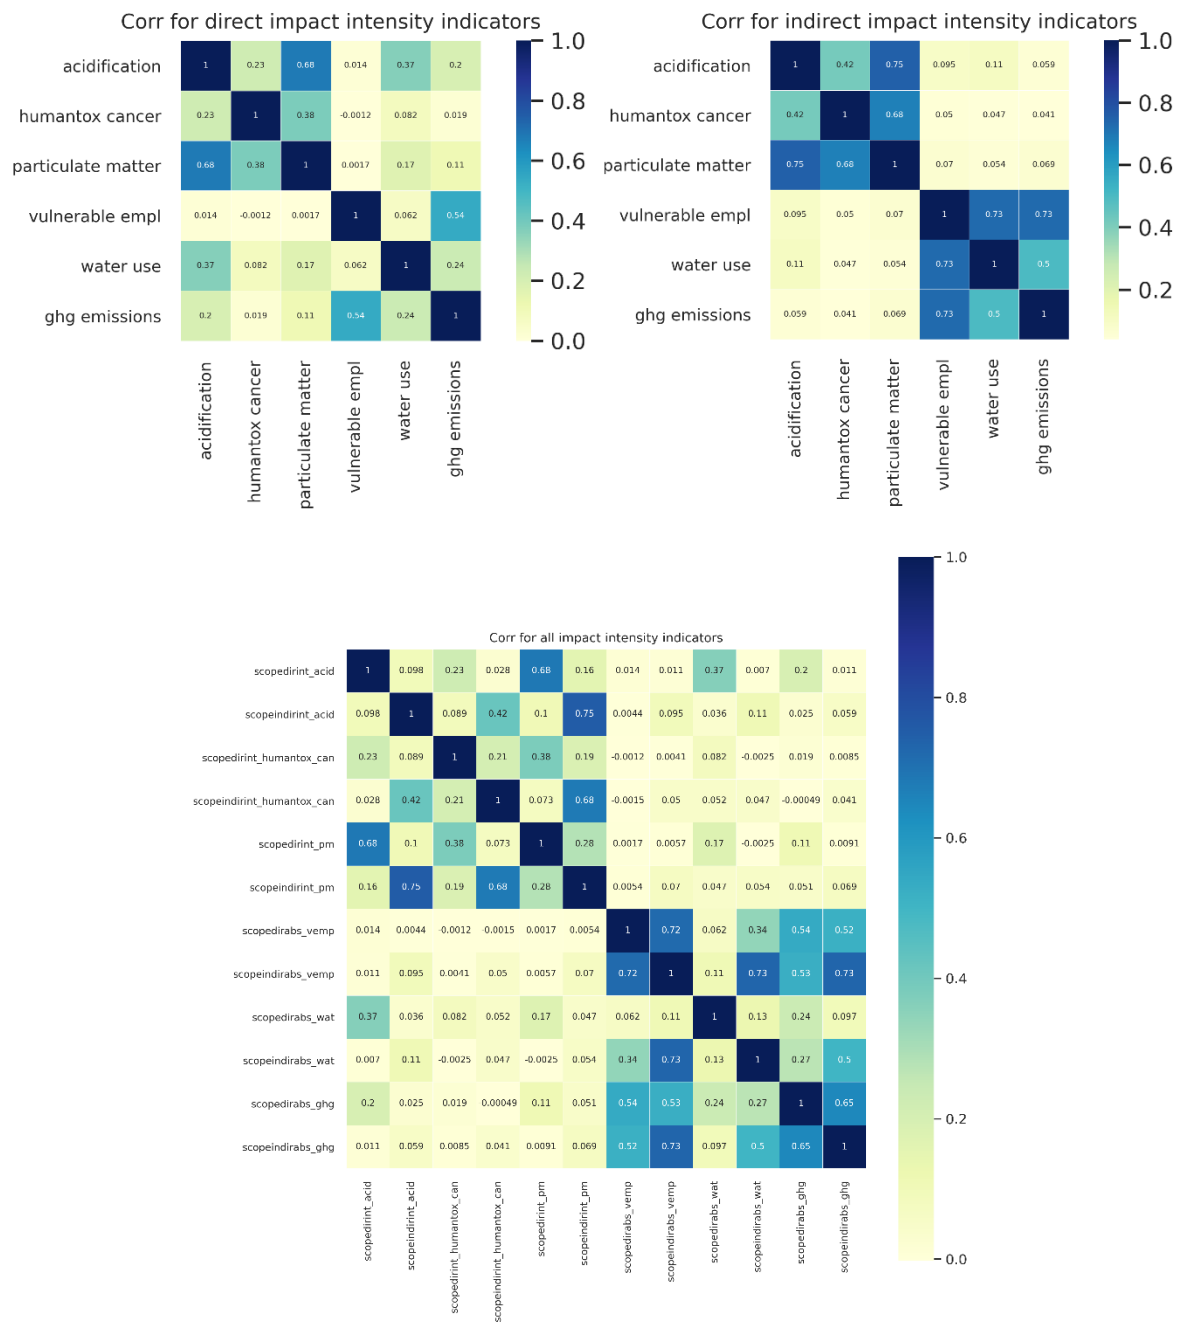 Corr for direct impact intensity indicators
acidification 1 0.23 0.68 0.014 0.37 0.2
humantox cancer 0.23 1 0.38 -0.0012 0.082 0.019
particulate matter 0.68 0.38 1 0.0017 0.17 0.11
vulnerable empl 0.014 -0.0012 0.0017 1 0.062 0.54
water use 0.37 0.082 0.17 0.062 1 0.24
ghg emissions 0.2 0.019 0.11 0.54 0.24 1
acidification
humantox cancer
particulate matter
vulnerable empl
water use
ghg emissions
1.0
0.8
0.6
0.4
0.2
0.0
Corr for indirect impact intensity indicators
acidification 1 0.42 0.75 0.095 0.11 0.059
humantox cancer 0.42 1 0.68 0.05 0.047 0.041
particulate matter 0.75 0.68 1 0.07 0.054 0.069
vulnerable empl 0.095 0.05 0.07 1 0.73 0.73
water use 0.11 0.047 0.054 0.73 1 0.5
ghg emissions 0.059 0.041 0.069 0.73 0.5 1
acidification
humantox cancer
particulate matter
vulnerable empl
water use
ghg emissions
1.0
0.8
0.6
0.4
0.2
Corr for all impact intensity indicators
scopedirint_acid 1 0.098 0.23 0.028 0.68 0.16 0.014 0.011 0.37 0.007 0.2 0.011
scopeindirint_acid 0.098 1 0.089 0.42 0.1 0.75 0.0044 0.095 0.036 0.11 0.025 0.059
scopedirint_humantox_can 0.23 0.089 1 0.21 0.38 0.19 -0.0012 0.0041 0.082 -0.0025 0.019 0.0085
scopeindirint_humantox_can 0.028 0.42 0.21 1 0.073 0.68 -0.0015 0.05 0.052 0.047 -0.00049 0.041
scopedirint_pm 0.68 0.1 0.38 0.073 1 0.28 0.0017 0.0057 0.17 -0.0025 0.11 0.0091
scopeindirint_pm 0.16 0.75 0.19 0.68 0.28 1 0.0054 0.07 0.047 0.054 0.051 0.069
scopedirabs_vemp 0.014 0.0044 -0.0012 -0.0015 0.0017 0.0054 1 0.72 0.062 0.34 0.54 0.52
scopeindirabs_vemp 0.011 0.095 0.0041 0.05 0.0057 0.07 0.72 1 0.11 0.73 0.53 0.73
scopedirabs_wat 0.37 0.036 0.082 0.052 0.17 0.047 0.062 0.11 1 0.13 0.24 0.097
scopeindirabs_wat 0.007 0.11 -0.0025 0.047 -0.0025 0.054 0.34 0.73 0.13 1 0.27 0.5
scopedirabs_ghg 0.2 0.025 0.019 0.00049 0.11 0.051 0.54 0.53 0.24 0.27 1 0.65
scopeindirabs_ghg 0.011 0.059 0.0085 0.041 0.0091 0.069 0.52 0.73 0.097 0.5 0.65 1
scopedirint_acid
scopeindirint_acid
scopedirint_humantox_can
scopeindirint_humantox_can
scopedirint_pm
scopeindirint_pm
scopedirabs_vemp
scopeindirabs_vemp
scopedirabs_wat
scopeindirabs_wat
scopedirabs_ghg
scopeindirabs_ghg
1.0
0.8
0.6
0.4
0.2
0.0